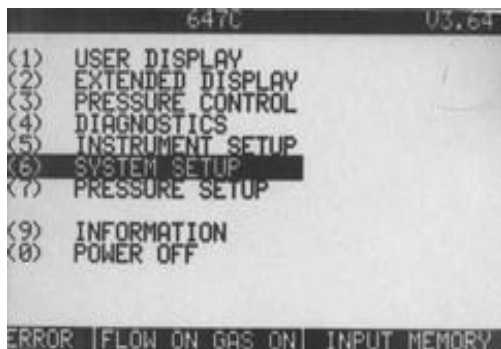 647C V3.64
(1) USER DISPLAY
(2) EXTENDED DISPLAY
(3) PRESSURE CONTROL
(4) DIAGNOSTICS
(5) INSTRUMENT SETUP
(6) SYSTEM SETUP
(7) PRESSURE SETUP
(9) INFORMATION
(0) POWER OFF
ERROR FLOW ON GAS ON INPUT MEMORY